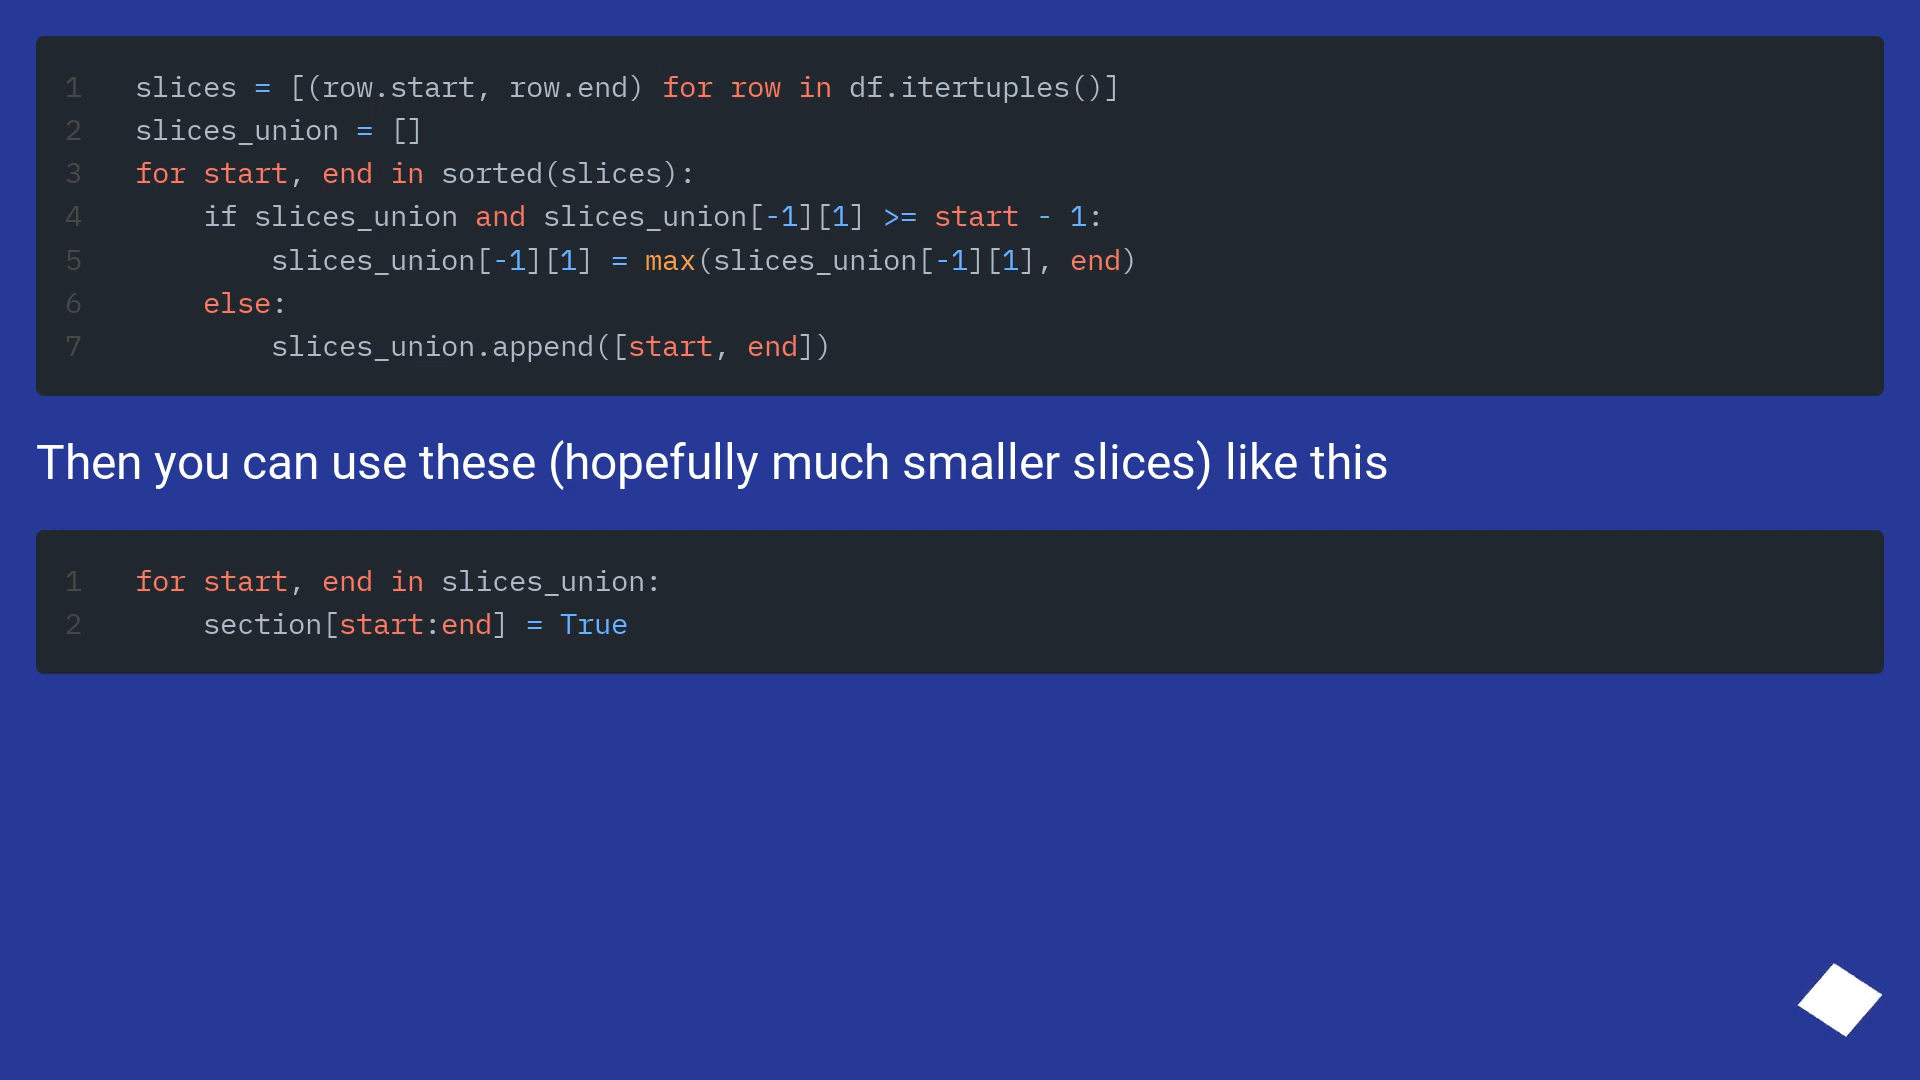 1 slices = [(row.start, row.end) for row in df.itertuples()]
2 slices_union = []
3 for start, end in sorted(slices):
4     if slices_union and slices_union[-1][1] >= start - 1:
5         slices_union[-1][1] = max(slices_union[-1][1], end)
6     else:
7         slices_union.append([start, end])
Then you can use these (hopefully much smaller slices) like this
1 for start, end in slices_union:
2     section[start:end] = True